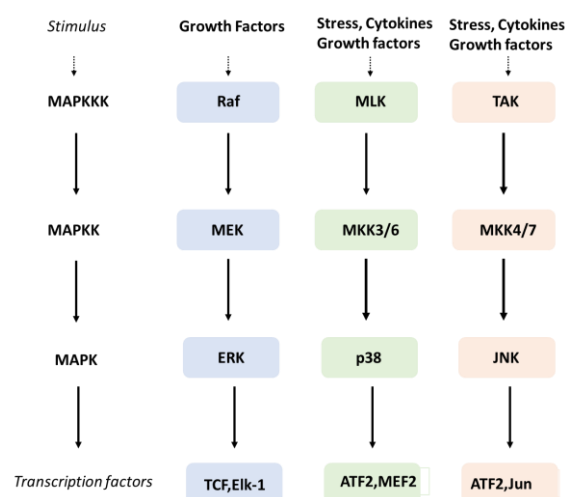 Stimulus
Growth Factors
Stress, Cytokines
Growth factors
Stress, Cytokines
Growth factors
MAPKKK
Raf
MLK
TAK
MAPKK
MEK
MKK3/6
MKK4/7
MAPK
ERK
p38
JNK
Transcription factors
TCF,Elk-1
ATF2,MEF2
ATF2,Jun